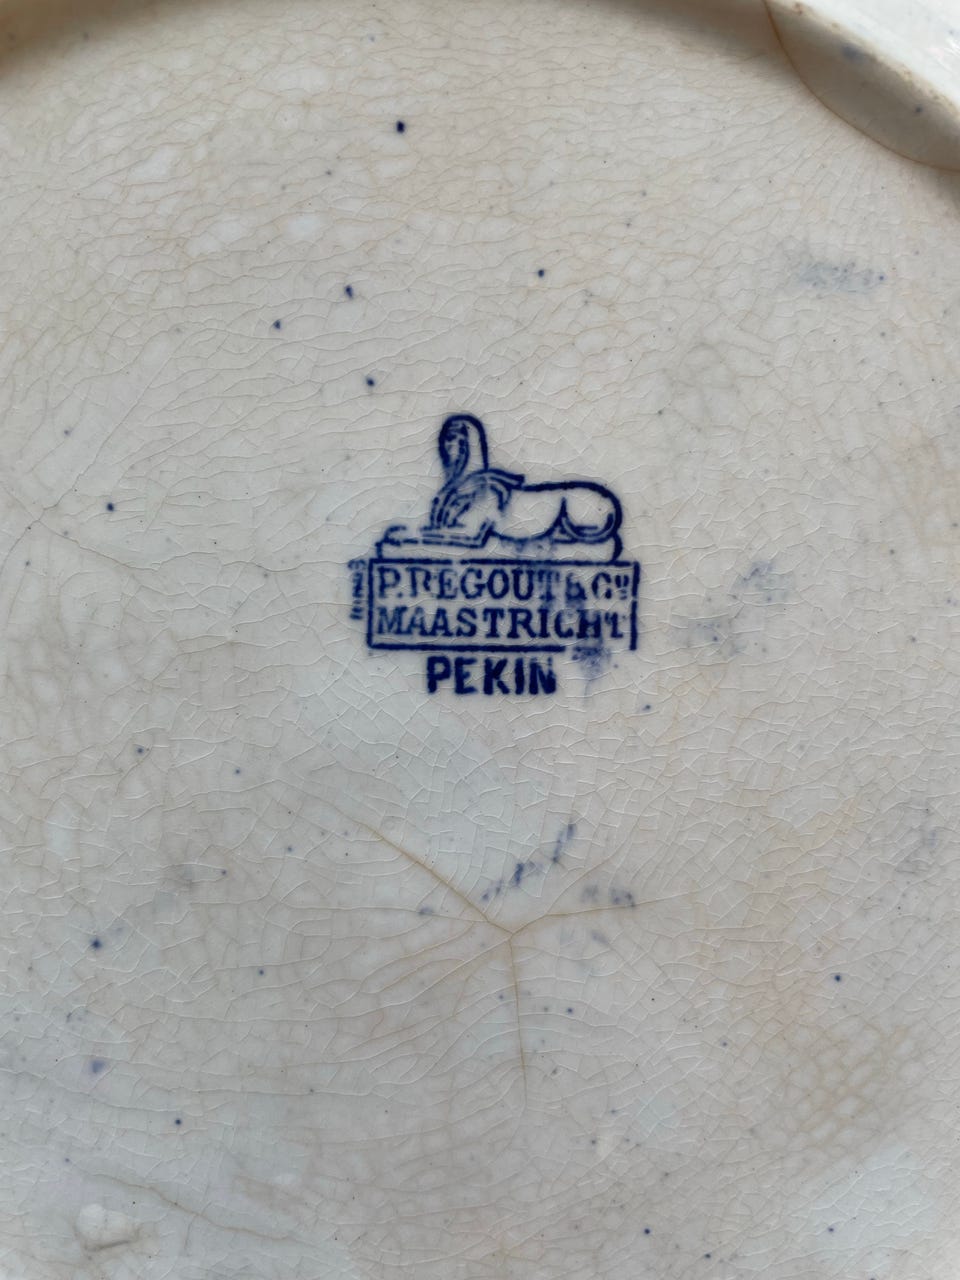 P. REGOUT & Co
MAASTRICHT
PEKIN